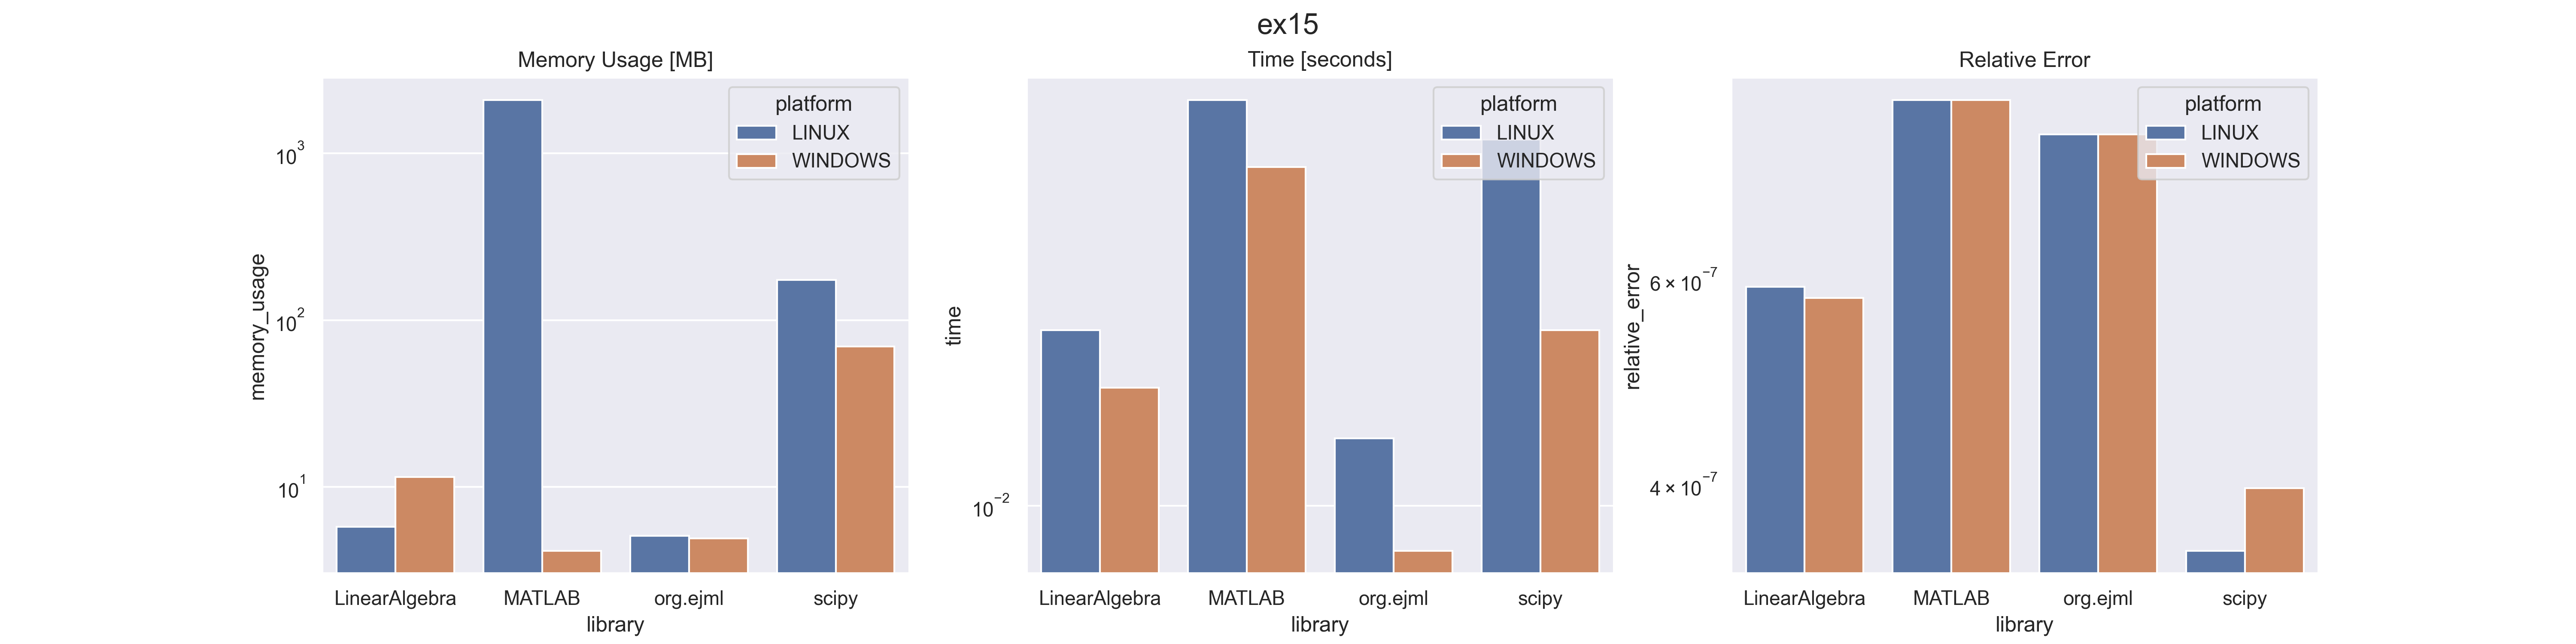 ex15
Memory Usage [MB]
platform
LINUX
WINDOWS
10³
10²
10¹
memory_usage
LinearAlgebra MATLAB org.ejml scipy
library
Time [seconds]
platform
LINUX
WINDOWS
10⁻²
time
LinearAlgebra MATLAB org.ejml scipy
library
Relative Error
platform
LINUX
WINDOWS
6 × 10⁻⁷
4 × 10⁻⁷
relative_error
LinearAlgebra MATLAB org.ejml scipy
library